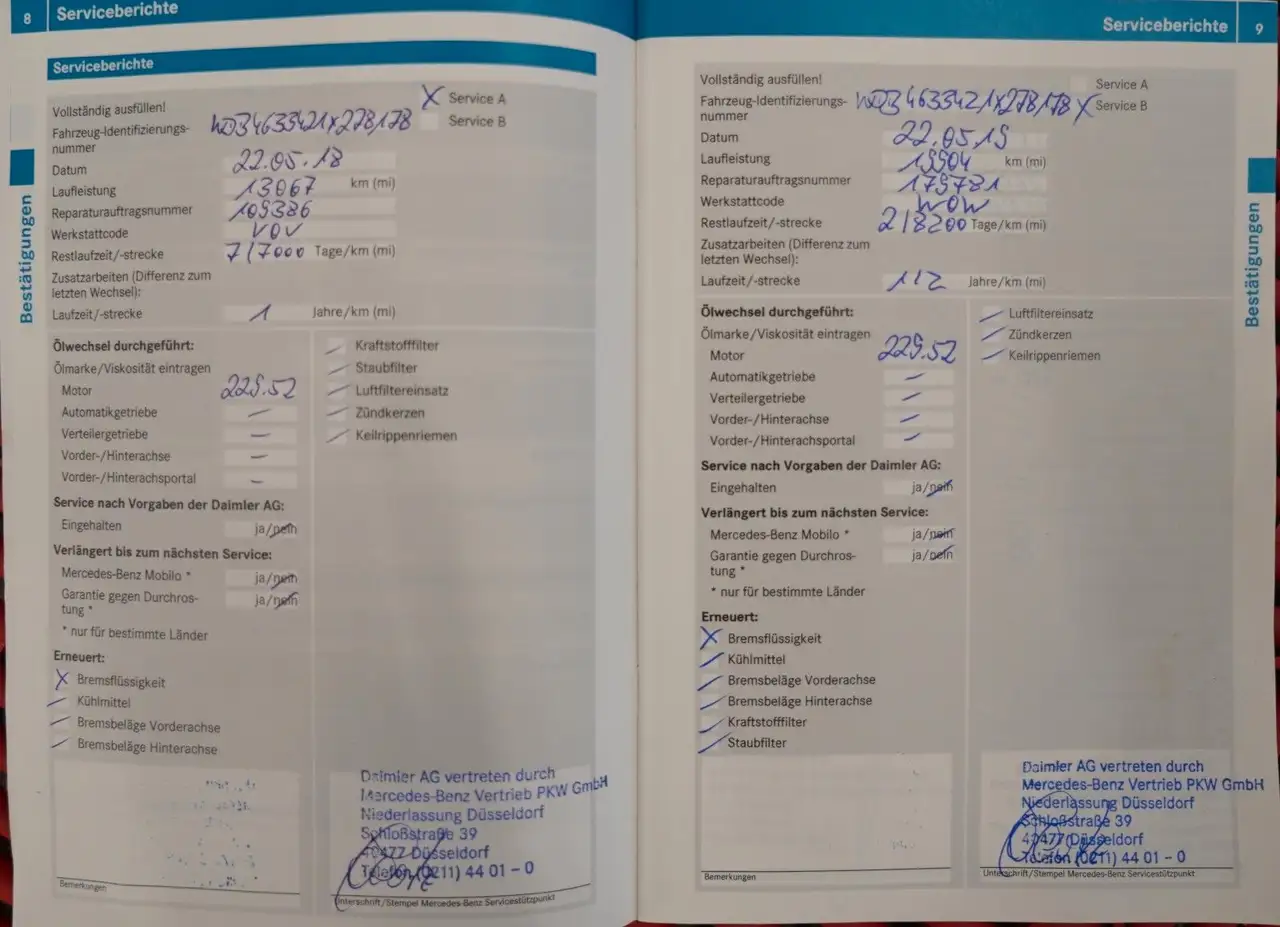 8 Serviceberichte
Serviceberichte
Vollständig ausfüllen!
X Service A
Service B
Fahrzeug-Identifizierungs-
nummer WDB4633421X278178
Datum 22.05.18
Laufleistung 13067 km (mi)
Reparaturauftragsnummer 109386
Werkstattcode VOV
Restlaufzeit/-strecke 7/7000 Tage/km (mi)
Zusatzarbeiten (Differenz zum
letzten Wechsel):
Laufzeit/-strecke 1 Jahre/km (mi)
Ölwechsel durchgeführt:
Ölmarke/Viskosität eintragen
Motor 229.52
Automatikgetriebe –
Verteilergetriebe –
Vorder-/Hinterachse –
Vorder-/Hinterachsportal –
Service nach Vorgaben der Daimler AG:
Eingehalten ja/nein
Verlängert bis zum nächsten Service:
Mercedes-Benz Mobilo * ja/nein
Garantie gegen Durchros-
tung * ja/nein
* nur für bestimmte Länder
Erneuert:
X Bremsflüssigkeit
– Kühlmittel
– Bremsbeläge Vorderachse
– Bremsbeläge Hinterachse
– Kraftstofffilter
– Staubfilter
– Luftfiltereinsatz
– Zündkerzen
– Keilrippenriemen
Bemerkungen
Daimler AG vertreten durch
Mercedes-Benz Vertrieb PKW GmbH
Niederlassung Düsseldorf
Schloßstraße 39
40477 Düsseldorf
Telefon (0211) 44 01 – 0
Unterschrift/Stempel Mercedes-Benz Servicestützpunkt
Bestätigungen
Serviceberichte 9
Vollständig ausfüllen!
Service A
X Service B
Fahrzeug-Identifizierungs-
nummer WDB4633421X278178
Datum 22.05.19
Laufleistung 19904 km (mi)
Reparaturauftragsnummer 179781
Werkstattcode WOW
Restlaufzeit/-strecke 2/8200 Tage/km (mi)
Zusatzarbeiten (Differenz zum
letzten Wechsel):
Laufzeit/-strecke 1/2 Jahre/km (mi)
Ölwechsel durchgeführt:
Ölmarke/Viskosität eintragen
Motor 229.52
Automatikgetriebe –
Verteilergetriebe –
Vorder-/Hinterachse –
Vorder-/Hinterachsportal –
Service nach Vorgaben der Daimler AG:
Eingehalten ja/nein
Verlängert bis zum nächsten Service:
Mercedes-Benz Mobilo * ja/nein
Garantie gegen Durchros-
tung * ja/nein
* nur für bestimmte Länder
Erneuert:
X Bremsflüssigkeit
– Kühlmittel
– Bremsbeläge Vorderachse
– Bremsbeläge Hinterachse
– Kraftstofffilter
– Staubfilter
– Luftfiltereinsatz
– Zündkerzen
– Keilrippenriemen
Bemerkungen
Daimler AG vertreten durch
Mercedes-Benz Vertrieb PKW GmbH
Niederlassung Düsseldorf
Schloßstraße 39
40477 Düsseldorf
Telefon (0211) 44 01 – 0
Unterschrift/Stempel Mercedes-Benz Servicestützpunkt
Bestätigungen